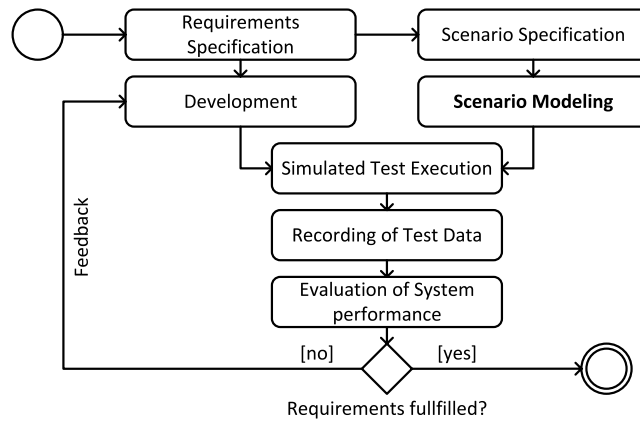 Requirements
Specification
Scenario Specification
Development
Scenario Modeling
Simulated Test Execution
Feedback
Recording of Test Data
Evaluation of System
performance
[no]
[yes]
Requirements fullfilled?